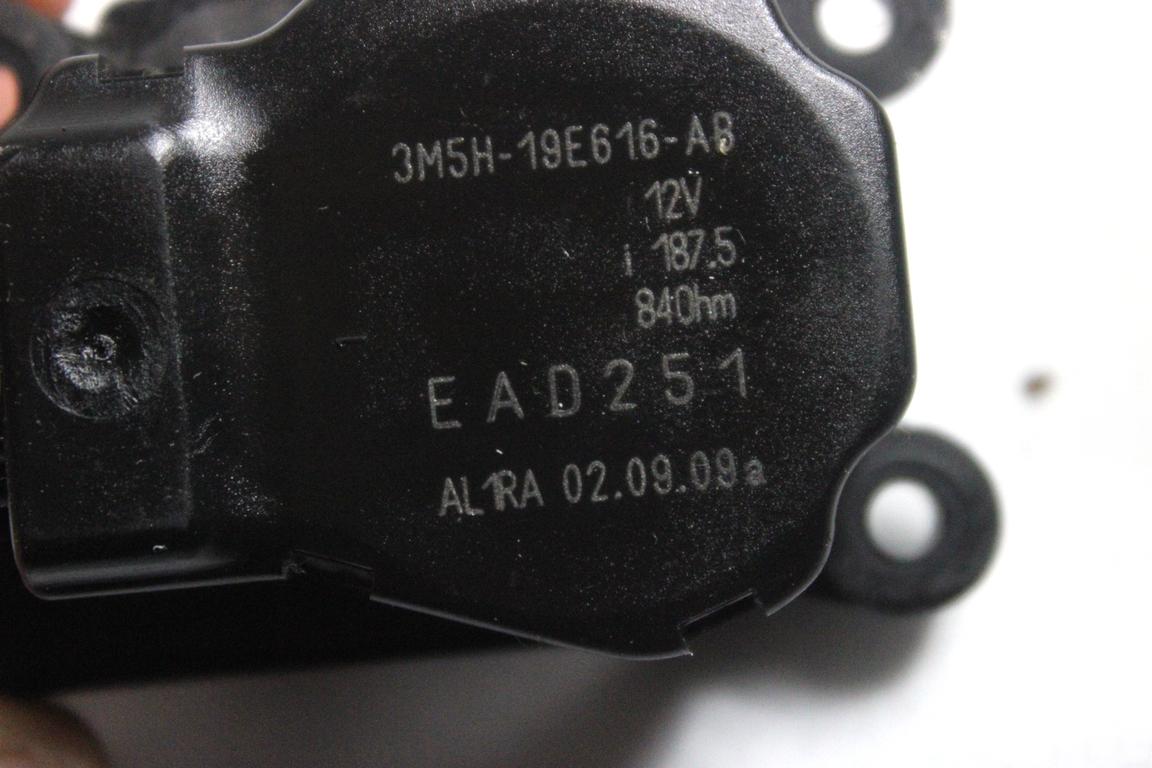 3M5H-19E616-AB
12V
i 187.5
84Ohm
EAD251
AL1RA 02.09.09a